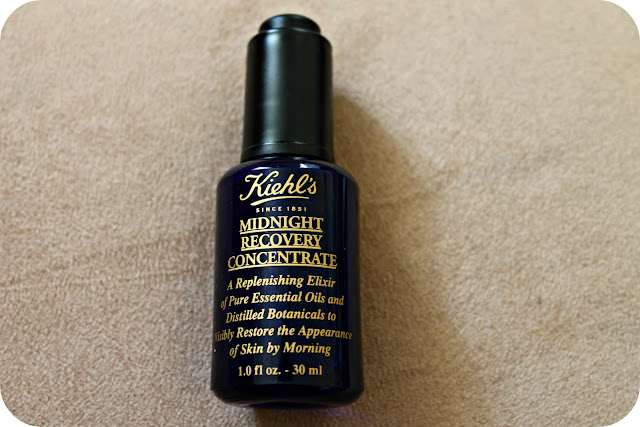 Kiehl's
SINCE 1851
MIDNIGHT
RECOVERY
CONCENTRATE
A Replenishing Elixir
of Pure Essential Oils and
Distilled Botanicals to
Visibly Restore the Appearance
of Skin by Morning
1.0 fl oz. - 30 ml